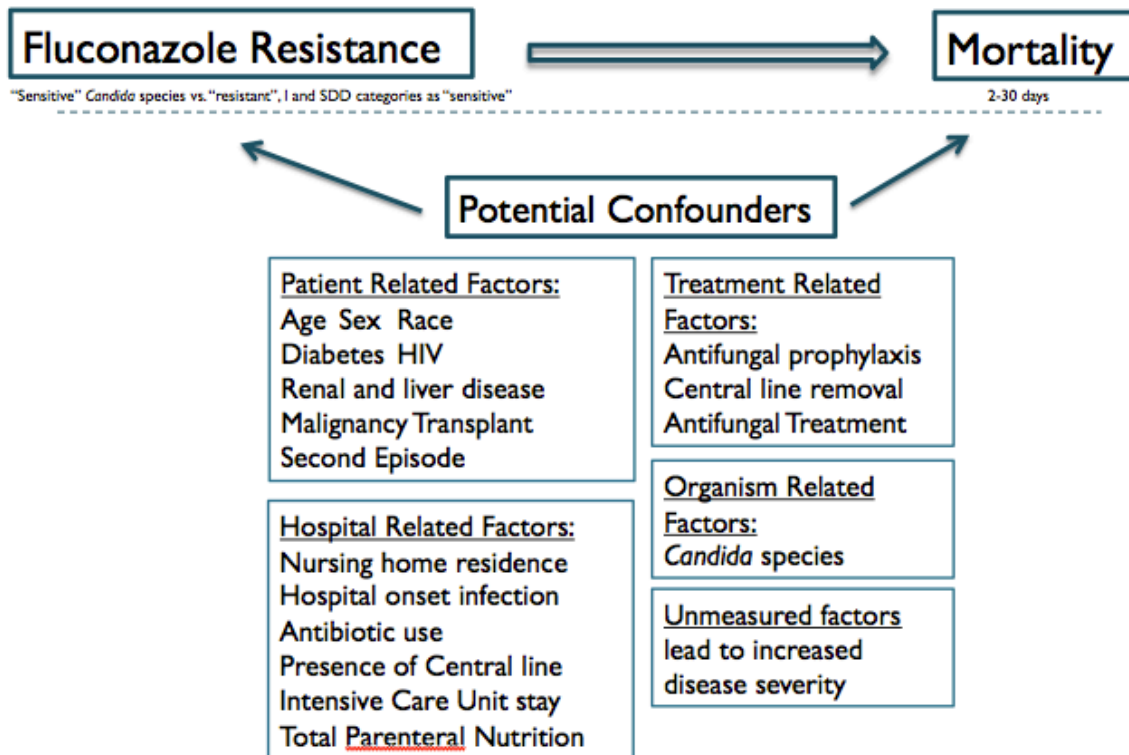 Fluconazole Resistance
Mortality
"Sensitive" Candida species vs. "resistant", I and SDD categories as "sensitive"
2-30 days
Potential Confounders
Patient Related Factors:
Age Sex Race
Diabetes HIV
Renal and liver disease
Malignancy Transplant
Second Episode
Hospital Related Factors:
Nursing home residence
Hospital onset infection
Antibiotic use
Presence of Central line
Intensive Care Unit stay
Total Parenteral Nutrition
Treatment Related
Factors:
Antifungal prophylaxis
Central line removal
Antifungal Treatment
Organism Related
Factors:
Candida species
Unmeasured factors
lead to increased
disease severity